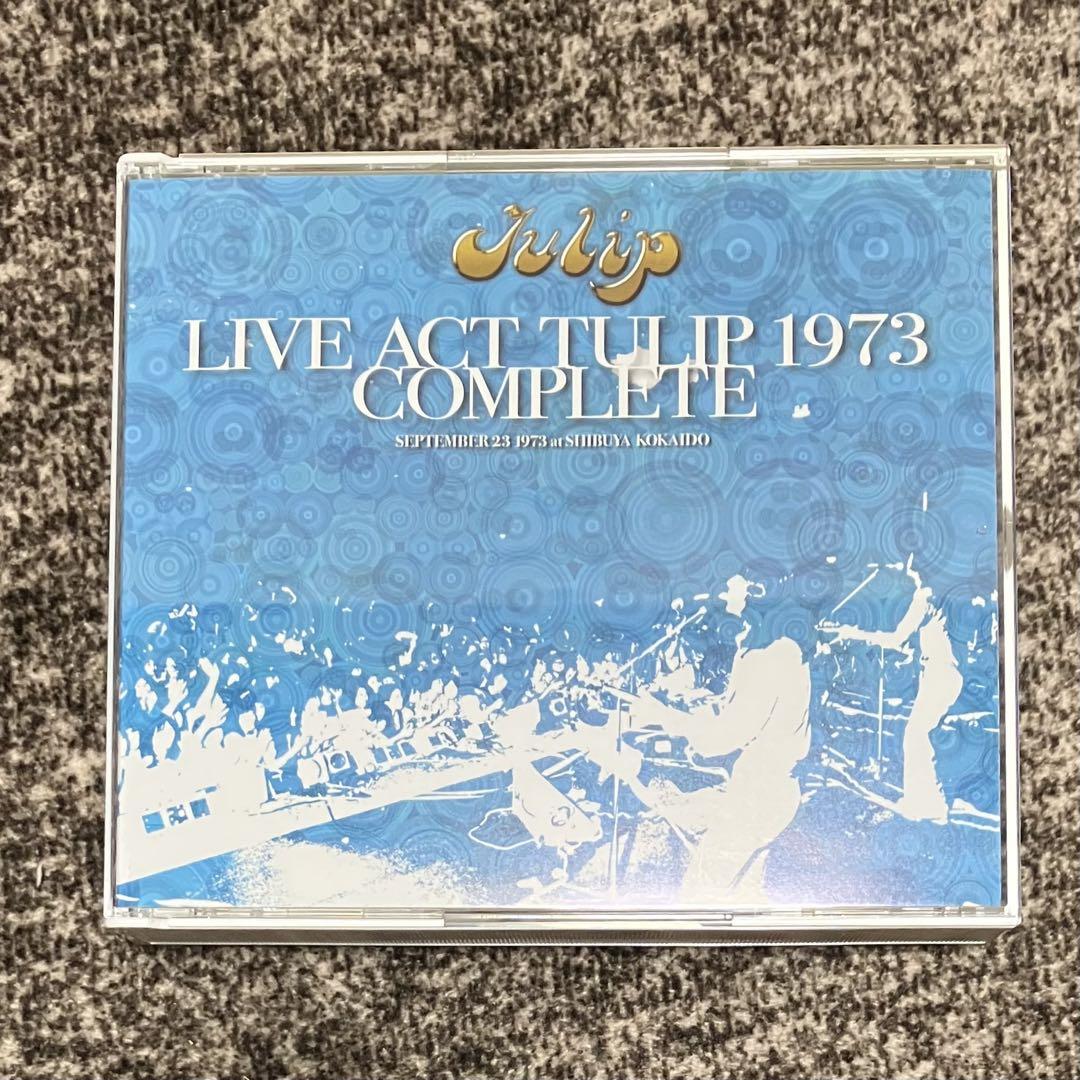 Tulip
LIVE ACT TULIP 1973
COMPLETE
SEPTEMBER 23 1973 at SHIBUYA KOKAIDO